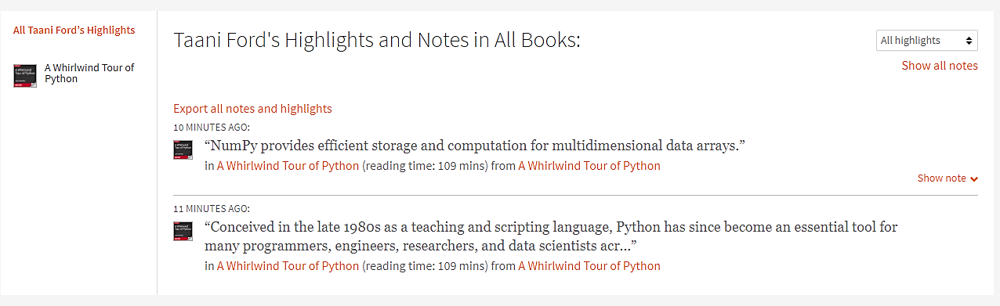 All Taani Ford's Highlights
A Whirlwind Tour of
Python
Taani Ford's Highlights and Notes in All Books:
All highlights
Show all notes
Export all notes and highlights
10 MINUTES AGO:
“NumPy provides efficient storage and computation for multidimensional data arrays.”
in A Whirlwind Tour of Python (reading time: 109 mins) from A Whirlwind Tour of Python
Show note
11 MINUTES AGO:
“Conceived in the late 1980s as a teaching and scripting language, Python has since become an essential tool for
many programmers, engineers, researchers, and data scientists acr...”
in A Whirlwind Tour of Python (reading time: 109 mins) from A Whirlwind Tour of Python